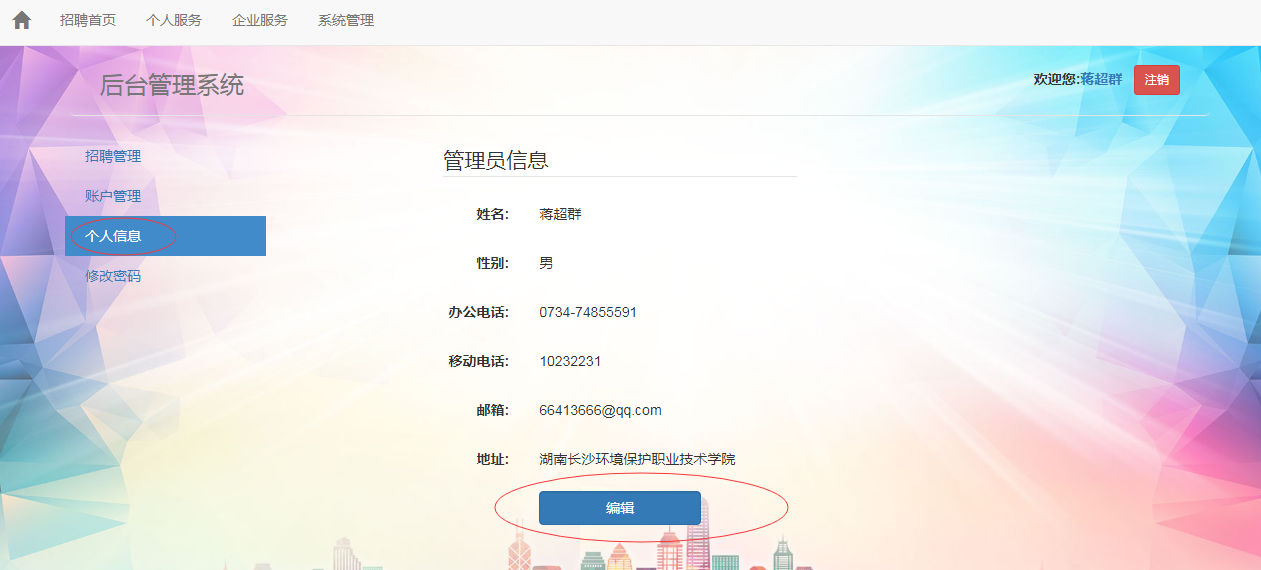 招聘首页 个人服务 企业服务 系统管理
后台管理系统
欢迎您:蒋超群 注销
招聘管理
账户管理
个人信息
修改密码
管理员信息
姓名: 蒋超群
性别: 男
办公电话: 0734-74855591
移动电话: 10232231
邮箱: 66413666@qq.com
地址: 湖南长沙环境保护职业技术学院
编辑